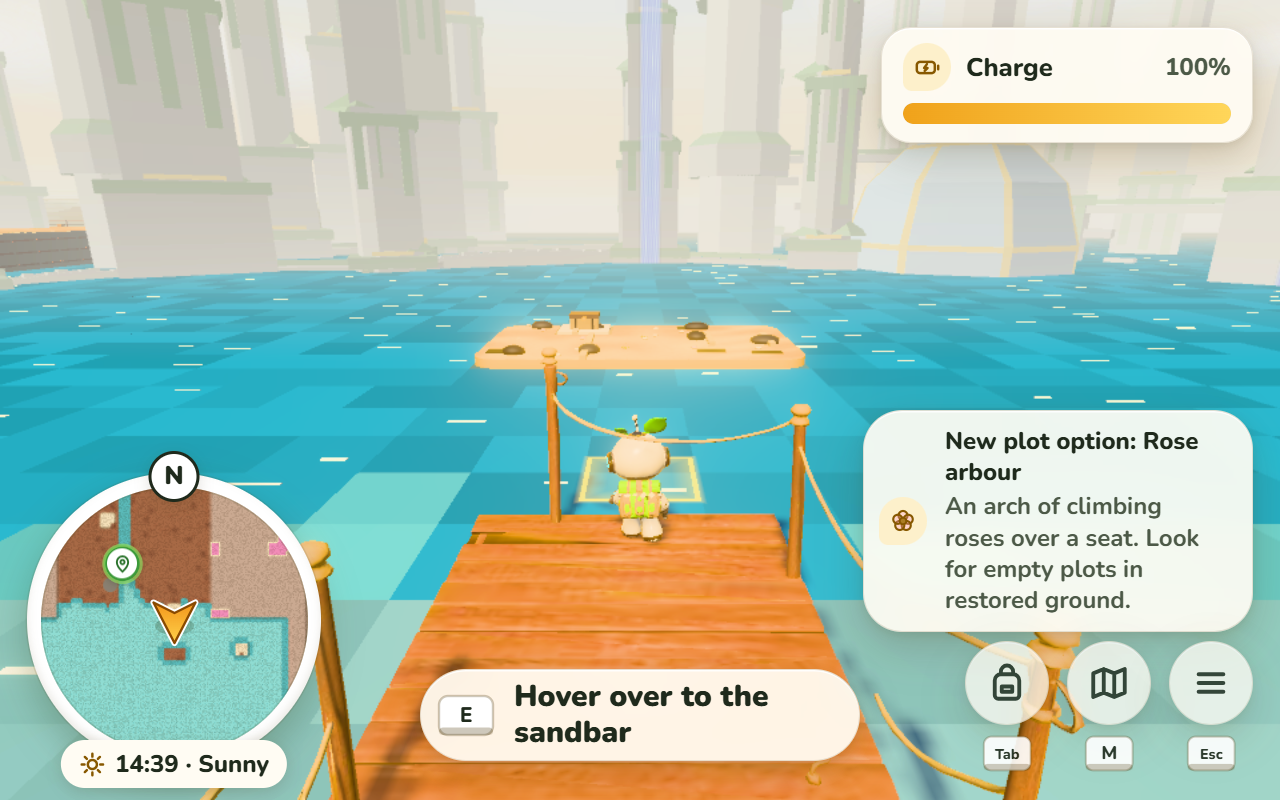 Charge 100%
New plot option: Rose
arbour
An arch of climbing
roses over a seat. Look
for empty plots in
restored ground.
N
E Hover over to the
sandbar
14:39 · Sunny
Tab M Esc